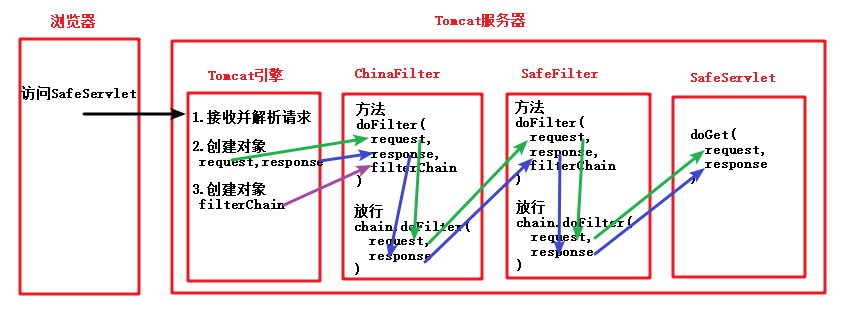 浏览器
Tomcat服务器
访问SafeServlet
Tomcat引擎
1.接收并解析请求
2.创建对象
request,response
3.创建对象
filterChain
ChinaFilter
方法
doFilter(
request,
response,
filterChain
)
放行
chain.doFilter(
request,
response
)
SafeFilter
方法
doFilter(
request,
response,
filterChain
)
放行
chain.doFilter(
request,
response
)
SafeServlet
doGet(
request,
response
)